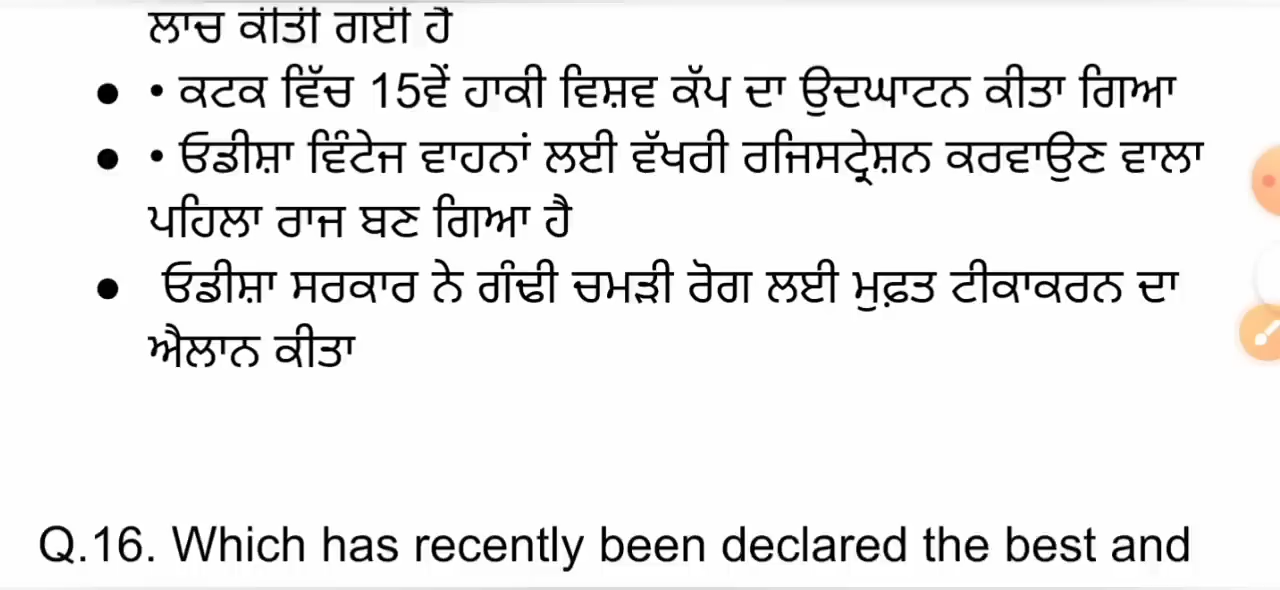 ਲਾਂਚ ਕੀਤੀ ਗਈ ਹੈ
● • ਕਟਕ ਵਿੱਚ 15ਵੇਂ ਹਾਕੀ ਵਿਸ਼ਵ ਕੱਪ ਦਾ ਉਦਘਾਟਨ ਕੀਤਾ ਗਿਆ
● • ਓਡੀਸ਼ਾ ਵਿੰਟੇਜ ਵਾਹਨਾਂ ਲਈ ਵੱਖਰੀ ਰਜਿਸਟ੍ਰੇਸ਼ਨ ਕਰਵਾਉਣ ਵਾਲਾ
ਪਹਿਲਾ ਰਾਜ ਬਣ ਗਿਆ ਹੈ
● ਓਡੀਸ਼ਾ ਸਰਕਾਰ ਨੇ ਗੰਢੀ ਚਮੜੀ ਰੋਗ ਲਈ ਮੁਫ਼ਤ ਟੀਕਾਕਰਨ ਦਾ
ਐਲਾਨ ਕੀਤਾ
Q.16. Which has recently been declared the best and